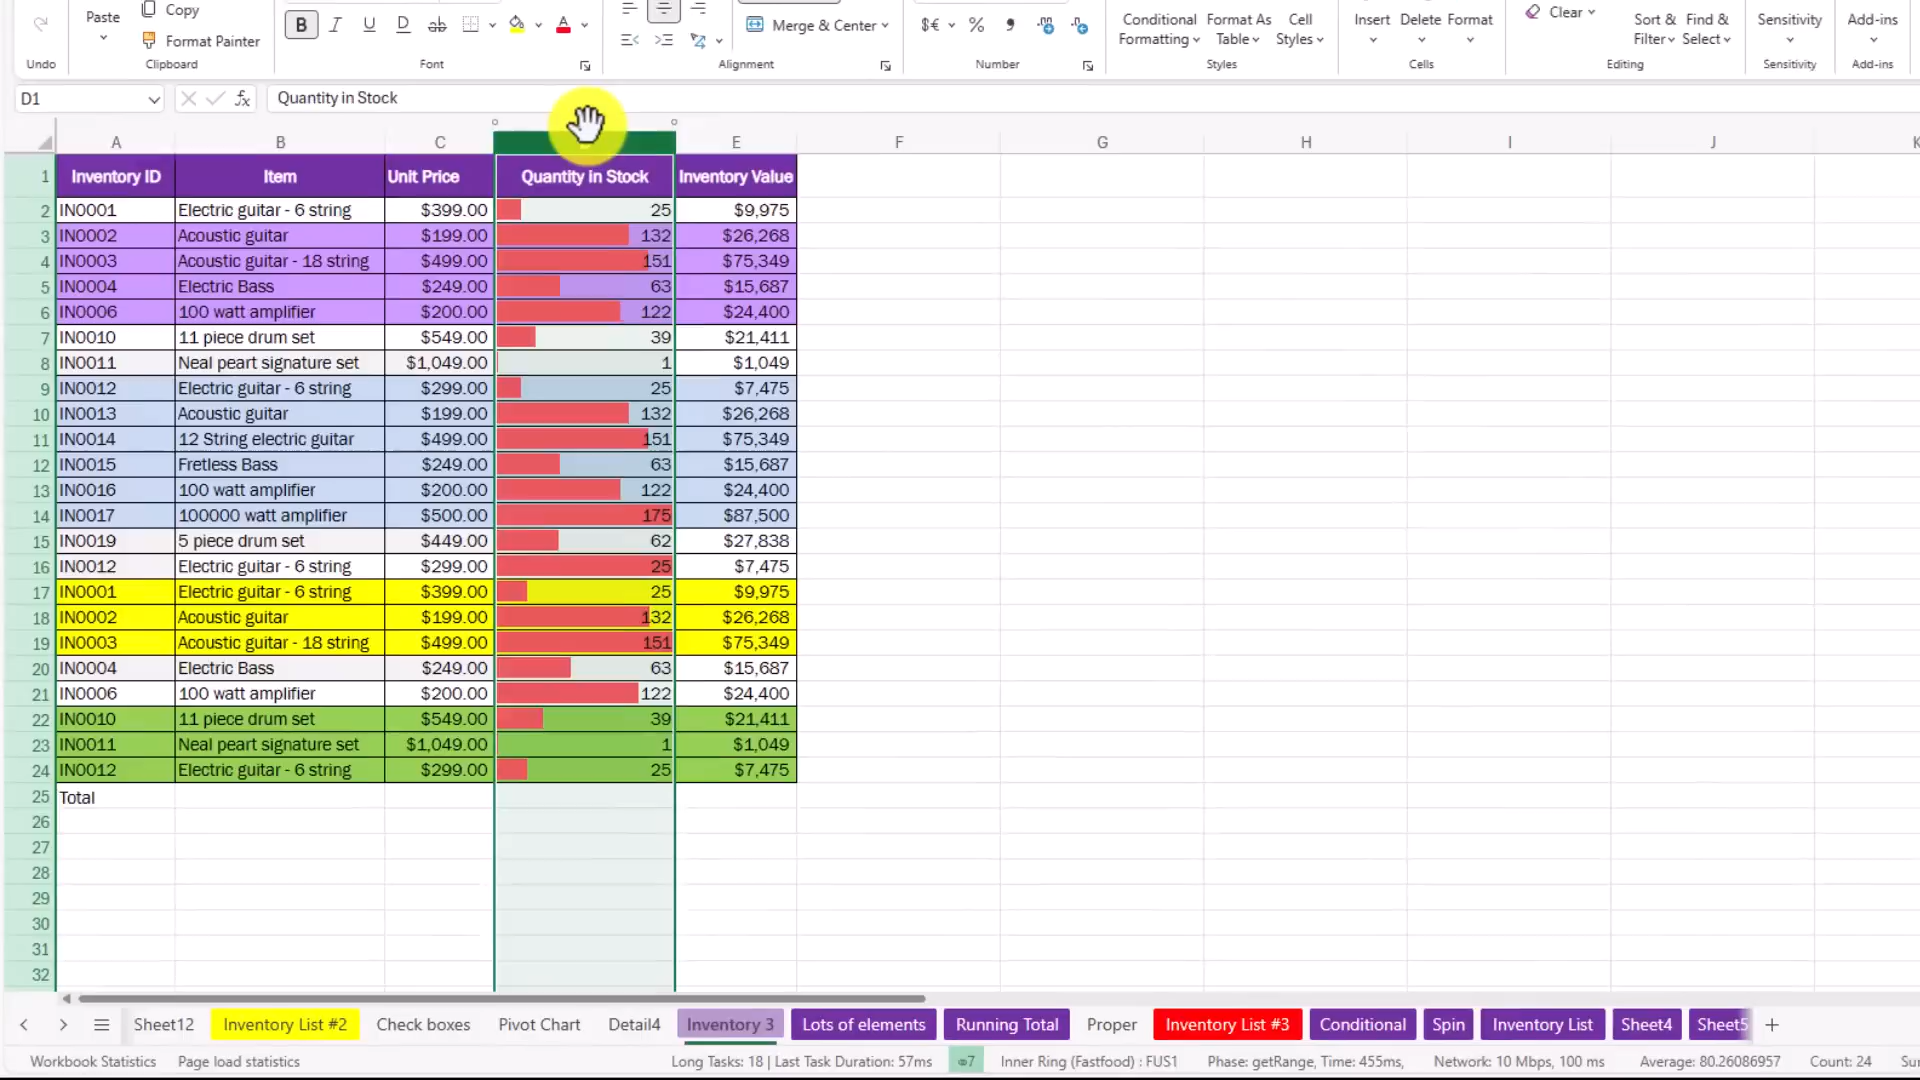 Copy
Paste
Format Painter
B I U D ab
Merge & Center
$€ % 9
Clear
Conditional Formatting
Format As Table
Cell Styles
Insert Delete Format
Sort & Filter
Find & Select
Sensitivity
Add-ins
Undo Clipboard Font Alignment Number Styles Cells Editing Sensitivity Add-ins
D1 fx Quantity in Stock
A B C E F G H I J
1 Inventory ID Item Unit Price Quantity in Stock Inventory Value
2 IN0001 Electric guitar - 6 string $399.00 25 $9,975
3 IN0002 Acoustic guitar $199.00 132 $26,268
4 IN0003 Acoustic guitar - 18 string $499.00 151 $75,349
5 IN0004 Electric Bass $249.00 63 $15,687
6 IN0006 100 watt amplifier $200.00 122 $24,400
7 IN0010 11 piece drum set $549.00 39 $21,411
8 IN0011 Neal peart signature set $1,049.00 1 $1,049
9 IN0012 Electric guitar - 6 string $299.00 25 $7,475
10 IN0013 Acoustic guitar $199.00 132 $26,268
11 IN0014 12 String electric guitar $499.00 151 $75,349
12 IN0015 Fretless Bass $249.00 63 $15,687
13 IN0016 100 watt amplifier $200.00 122 $24,400
14 IN0017 100000 watt amplifier $500.00 175 $87,500
15 IN0019 5 piece drum set $449.00 62 $27,838
16 IN0012 Electric guitar - 6 string $299.00 25 $7,475
17 IN0001 Electric guitar - 6 string $399.00 25 $9,975
18 IN0002 Acoustic guitar $199.00 132 $26,268
19 IN0003 Acoustic guitar - 18 string $499.00 151 $75,349
20 IN0004 Electric Bass $249.00 63 $15,687
21 IN0006 100 watt amplifier $200.00 122 $24,400
22 IN0010 11 piece drum set $549.00 39 $21,411
23 IN0011 Neal peart signature set $1,049.00 1 $1,049
24 IN0012 Electric guitar - 6 string $299.00 25 $7,475
25 Total
26
27
28
29
30
31
32
Sheet12 Inventory List #2 Check boxes Pivot Chart Detail4 Inventory 3 Lots of elements Running Total Proper Inventory List #3 Conditional Spin Inventory List Sheet4 Sheet5
Workbook Statistics Page load statistics Long Tasks: 18 | Last Task Duration: 57ms 7 Inner Ring (Fastfood) : FUS1 Phase: getRange, Time: 455ms, Network: 10 Mbps, 100 ms Average: 80.26086957 Count: 24